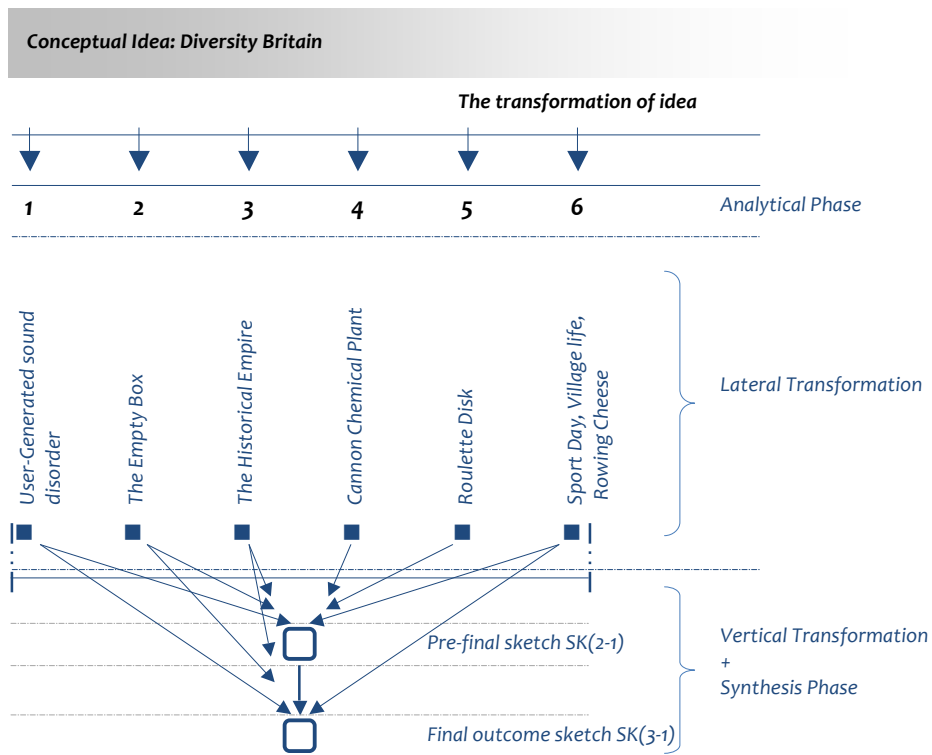 Conceptual Idea: Diversity Britain
The transformation of idea
1 2 3 4 5 6 Analytical Phase
User-Generated sound
disorder
The Empty Box
The Historical Empire
Cannon Chemical Plant
Roulette Disk
Sport Day, Village life,
Rowing Cheese
Lateral Transformation
Pre-final sketch SK(2-1)
Vertical Transformation
+
Synthesis Phase
Final outcome sketch SK(3-1)